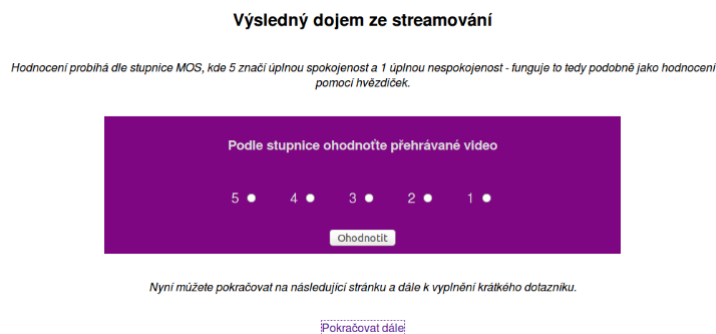 Výsledný dojem ze streamování
Hodnocení probíhá dle stupnice MOS, kde 5 značí úplnou spokojenost a 1 úplnou nespokojenost - funguje to tedy podobně jako hodnocení
pomocí hvězdiček.
Podle stupnice ohodnoťte přehrávané video
5 4 3 2 1
Ohodnotit
Nyní můžete pokračovat na následující stránku a dále k vyplnění krátkého dotazníku.
Pokračovat dále